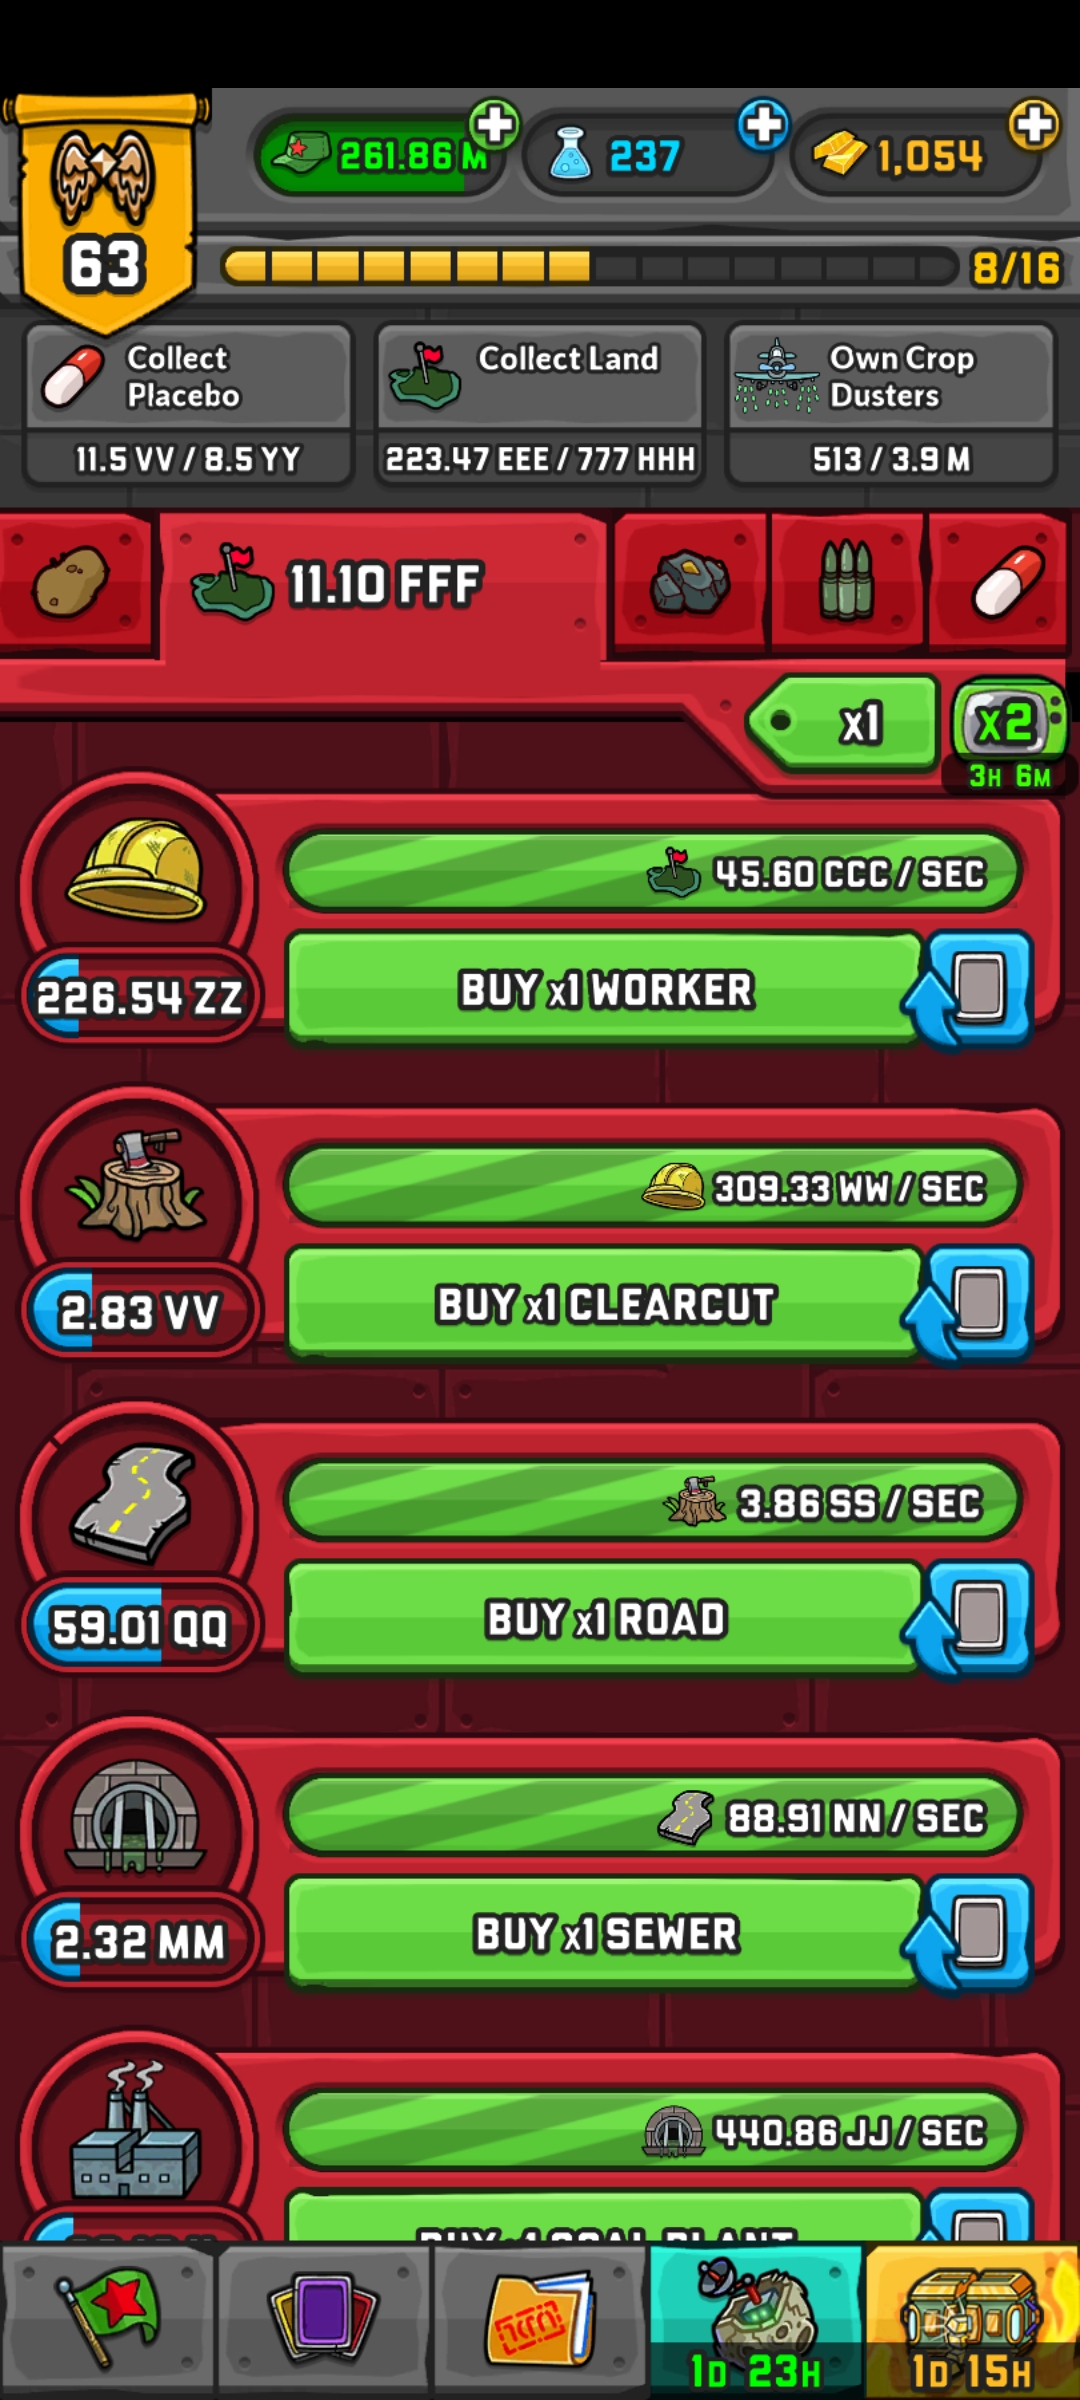 261.86 M
237
1,054
63
8/16
Collect
Placebo
11.5 VV / 8.5 YY
Collect Land
223.47 EEE / 777 HHH
Own Crop
Dusters
513 / 3.9 M
11.10 FFF
x1
x2
3H 6M
45.60 CCC / SEC
226.54 ZZ
BUY x1 WORKER
309.33 WW / SEC
2.83 VV
BUY x1 CLEARCUT
3.86 SS / SEC
59.01 QQ
BUY x1 ROAD
88.91 NN / SEC
2.32 MM
BUY x1 SEWER
440.86 JJ / SEC
BUY x1 COAL PLANT
1D 23H
1D 15H